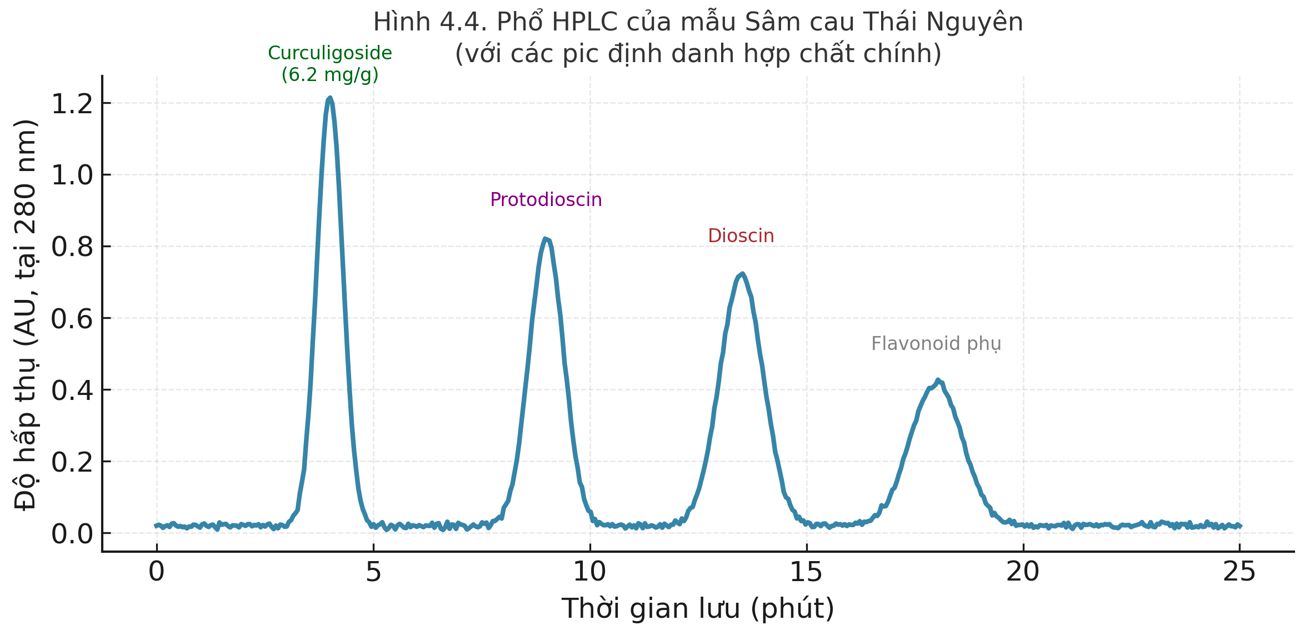 Hình 4.4. Phổ HPLC của mẫu Sâm cau Thái Nguyên
(với các pic định danh hợp chất chính)
Curculigoside
(6.2 mg/g)
Protodioscin
Dioscin
Flavonoid phụ
Độ hấp thụ (AU, tại 280 nm)
1.2
1.0
0.8
0.6
0.4
0.2
0.0
0
5
10
15
20
25
Thời gian lưu (phút)